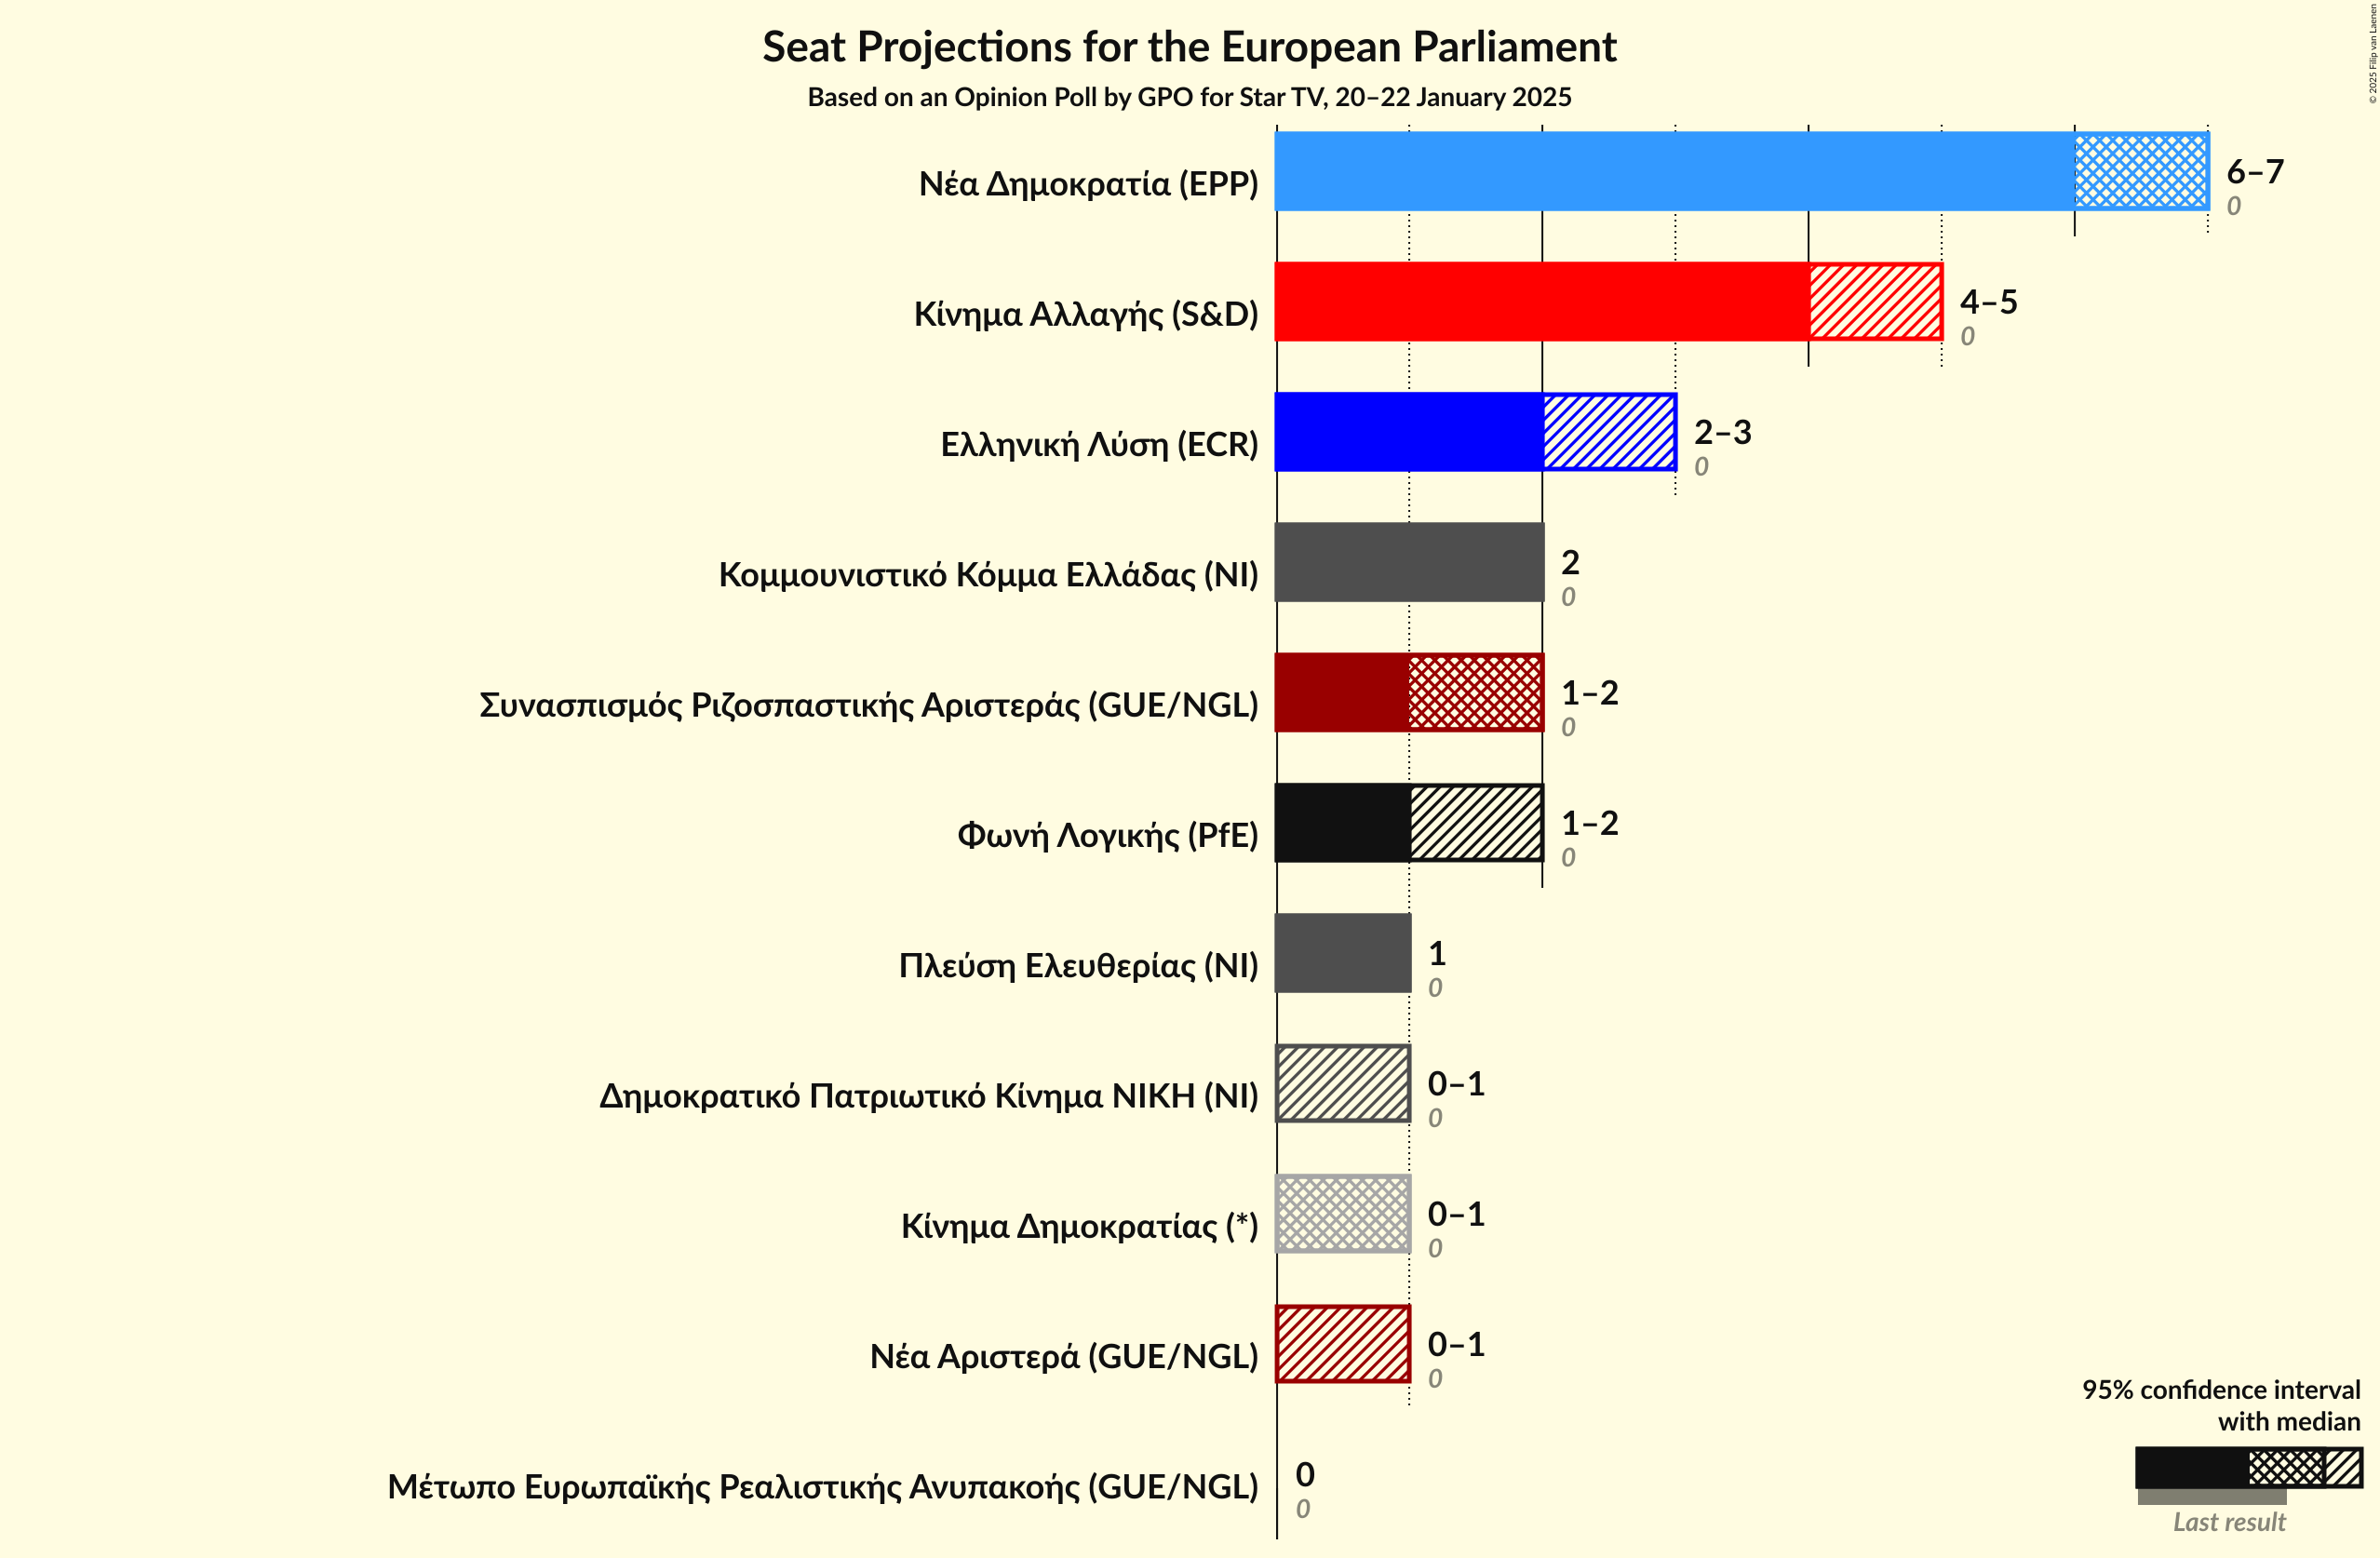 Seat Projections for the European Parliament
Based on an Opinion Poll by GPO for Star TV, 20–22 January 2025
© 2025 Filip van Laenen
Νέα Δημοκρατία (EPP)
6–7
0
Κίνημα Αλλαγής (S&D)
4–5
0
Ελληνική Λύση (ECR)
2–3
0
Κομμουνιστικό Κόμμα Ελλάδας (NI)
2
0
Συνασπισμός Ριζοσπαστικής Αριστεράς (GUE/NGL)
1–2
0
Φωνή Λογικής (PfE)
1–2
0
Πλεύση Ελευθερίας (NI)
1
0
Δημοκρατικό Πατριωτικό Κίνημα ΝΙΚΗ (NI)
0–1
0
Κίνημα Δημοκρατίας (*)
0–1
0
Νέα Αριστερά (GUE/NGL)
0–1
0
Μέτωπο Ευρωπαϊκής Ρεαλιστικής Ανυπακοής (GUE/NGL)
0
0
95% confidence interval
with median
Last result